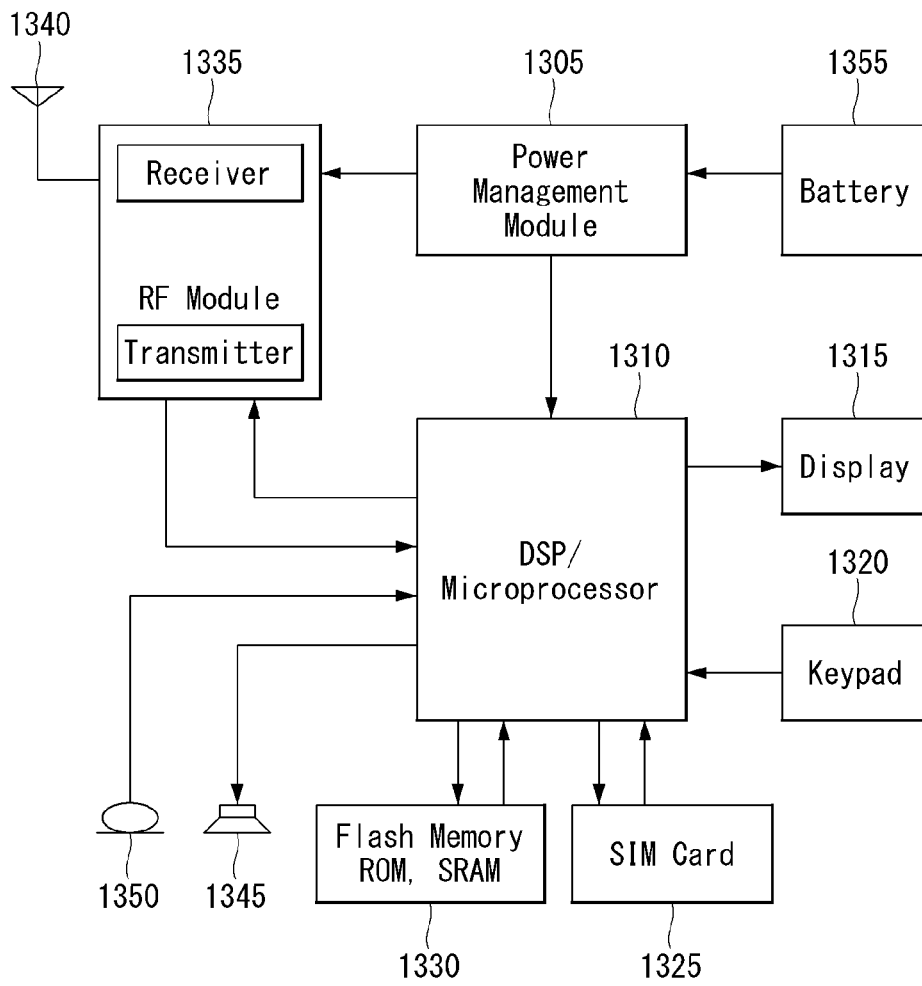 1340
1335
1305
1355
Receiver
RF Module
Transmitter
Power
Management
Module
Battery
1310
1315
DSP/
Microprocessor
Display
1320
Keypad
1350
1345
Flash Memory
ROM, SRAM
SIM Card
1330
1325